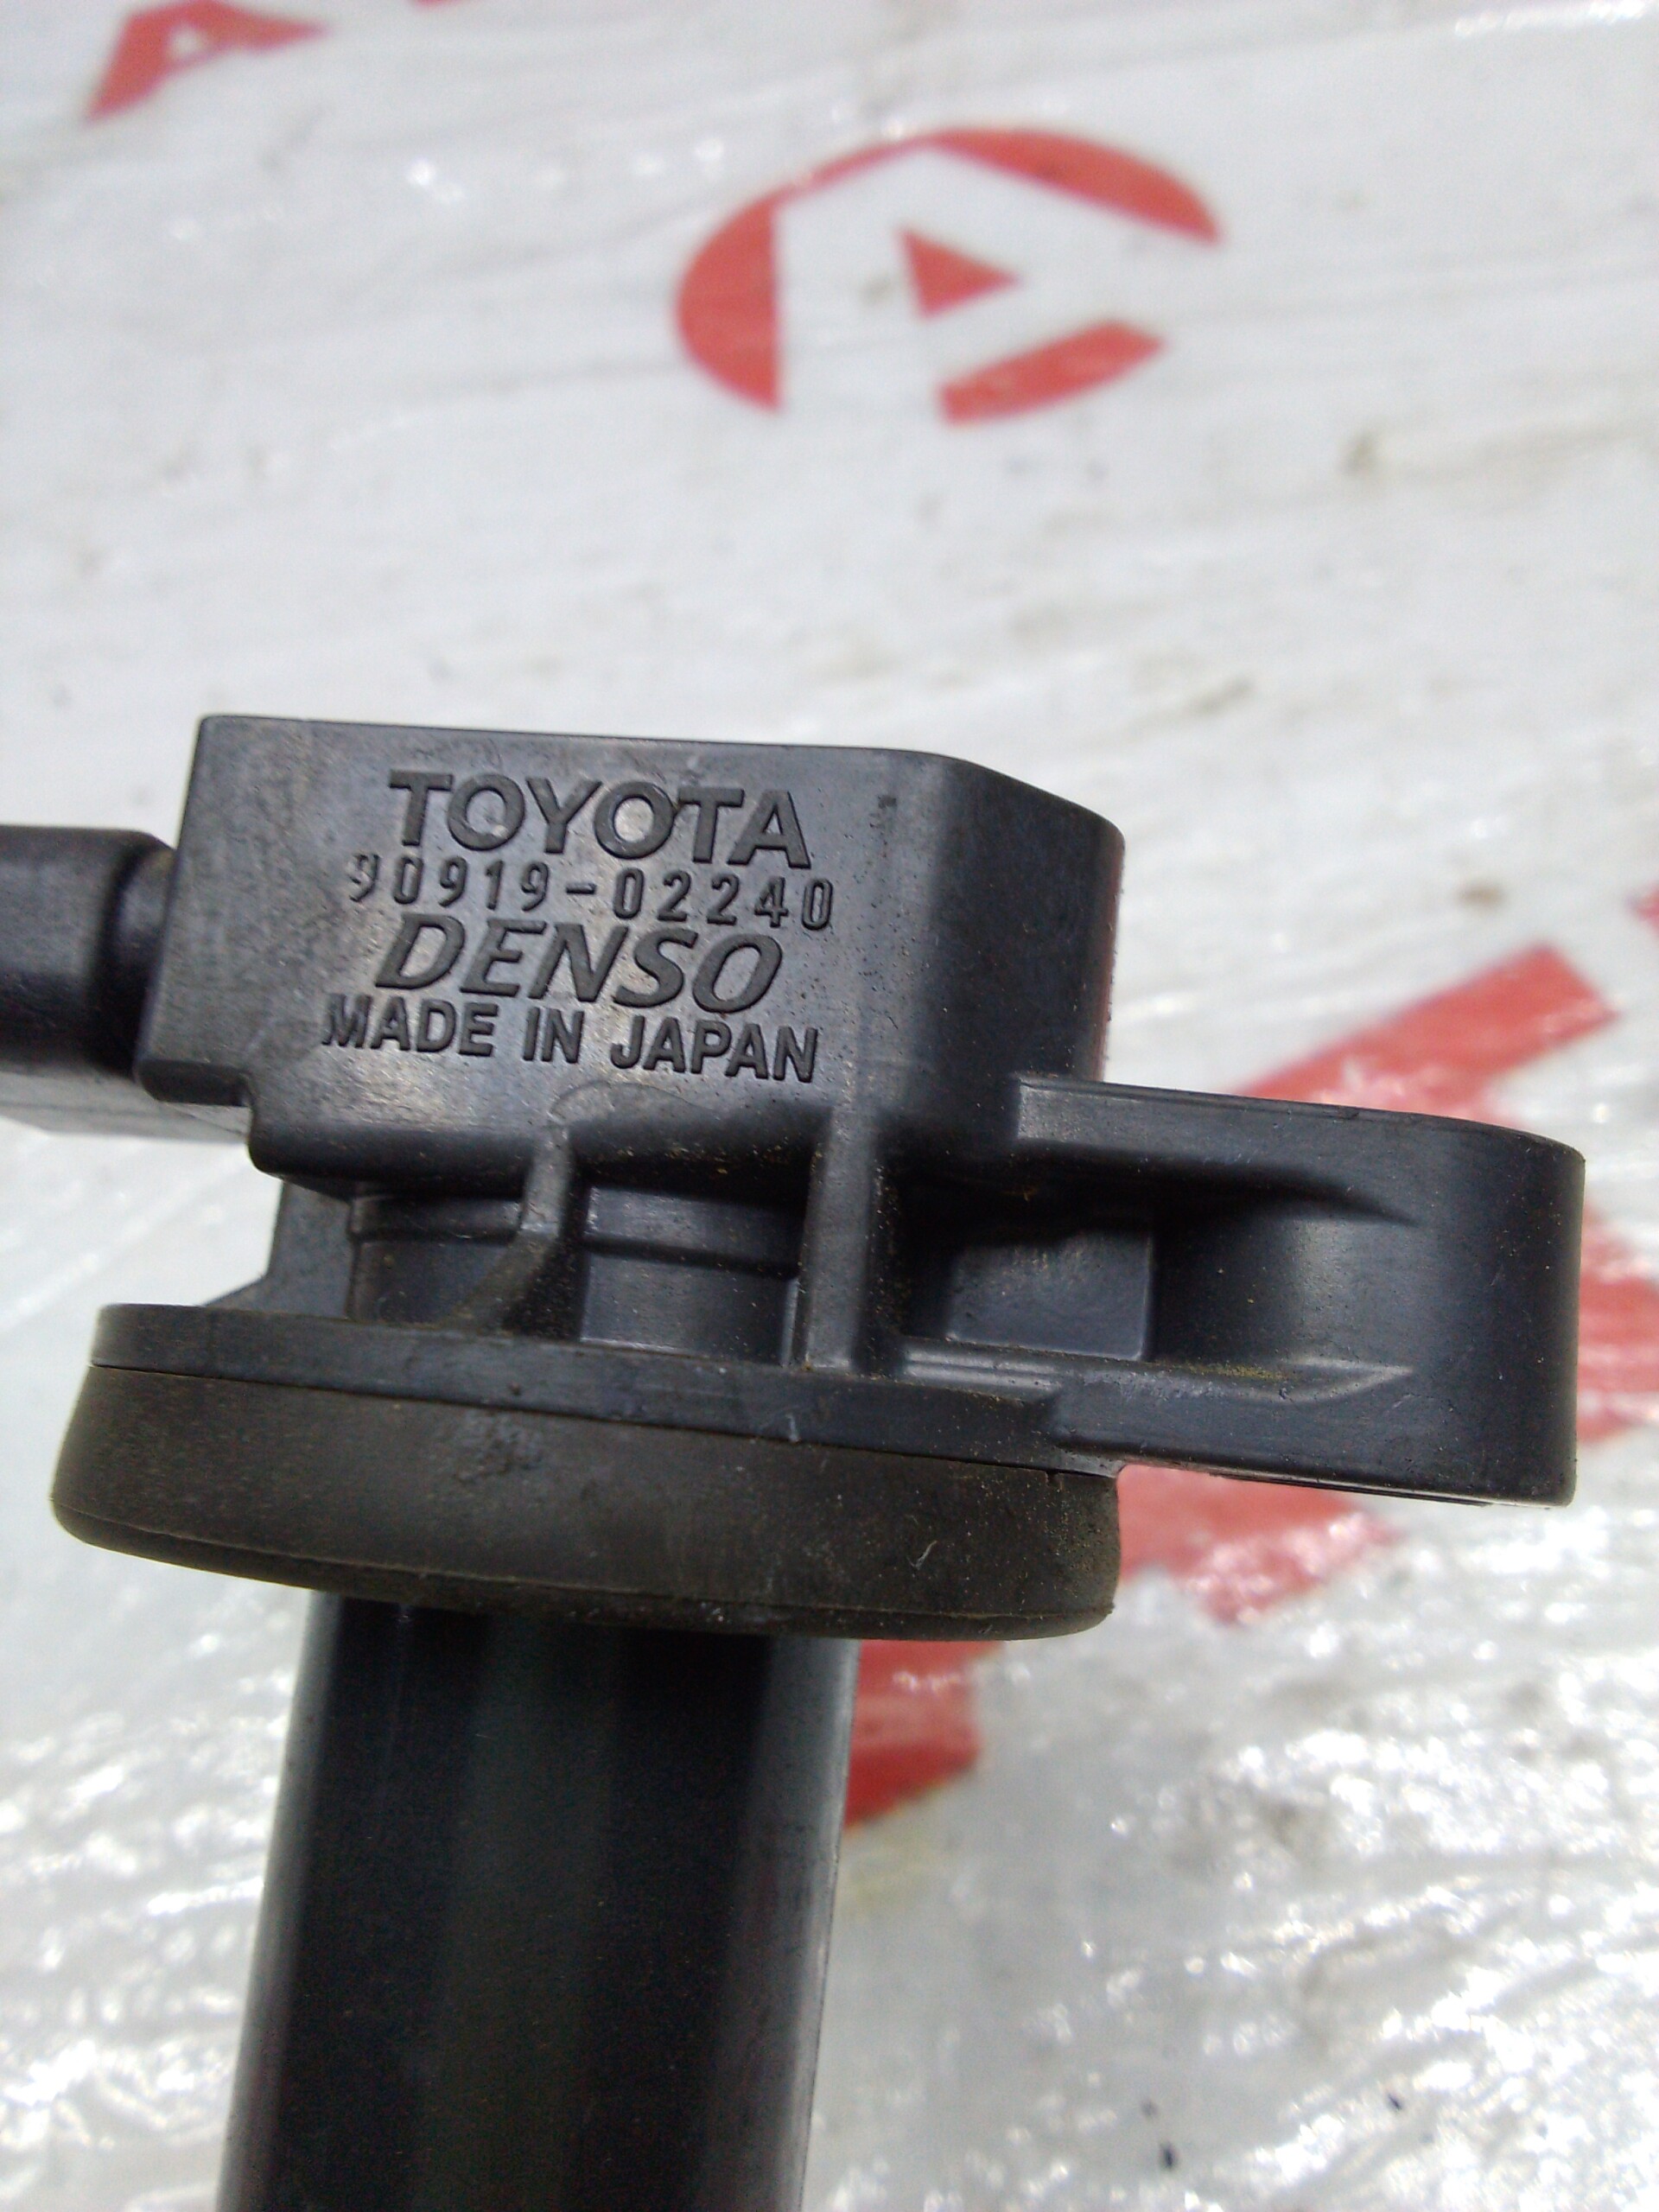 TOYOTA
90919-02240
DENSO
MADE IN JAPAN